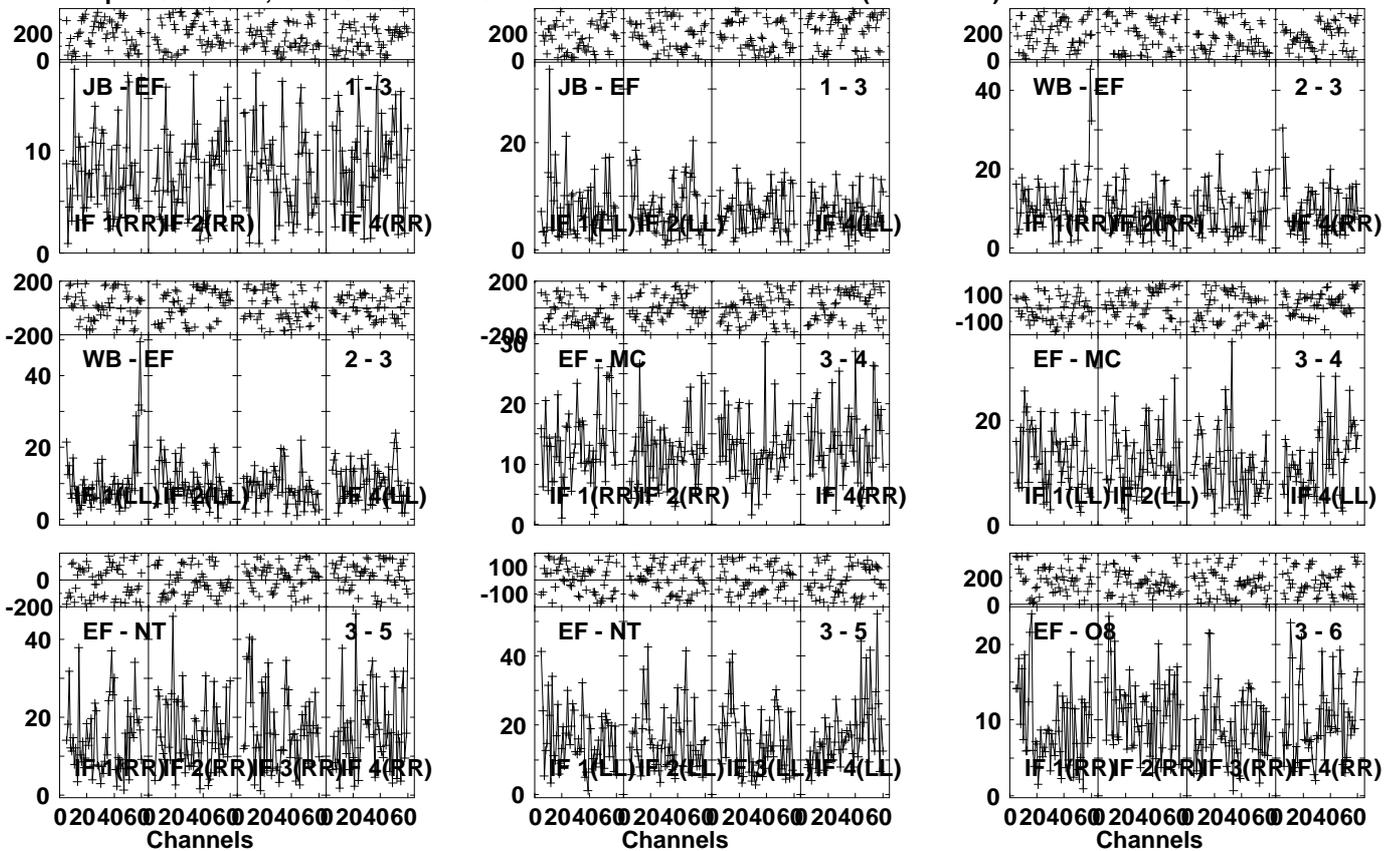 200
0
JB - EF 1 - 3
10
IF 1(RR) IF 2(RR) IF 4(RR)
0
JB - EF 1 - 3
20
IF 1(LL) IF 2(LL) IF 4(LL)
0
200
0
WB - EF 2 - 3
40
20
IF 1(RR) IF 2(RR) IF 4(RR)
0
200
-200
WB - EF 2 - 3
40
20
IF 1(LL) IF 2(LL) IF 4(LL)
0
-200
30
EF - MC 3 - 4
20
10
IF 1(RR) IF 2(RR) IF 4(RR)
0
100
-100
EF - MC 3 - 4
20
IF 1(LL) IF 2(LL) IF 4(LL)
0
0
-200
EF - NT 3 - 5
40
20
IF 1(RR) IF 2(RR) IF 3(RR) IF 4(RR)
0
0 20 40 60 0 20 40 60 0 20 40 60 0 20 40 60
Channels
100
-100
EF - NT 3 - 5
40
20
IF 1(LL) IF 2(LL) IF 3(LL) IF 4(LL)
0
0 20 40 60 0 20 40 60 0 20 40 60 0 20 40 60
Channels
200
0
EF - O8 3 - 6
20
10
IF 1(RR) IF 2(RR) IF 3(RR) IF 4(RR)
0
0 20 40 60 0 20 40 60 0 20 40 60 0 20 40 60
Channels